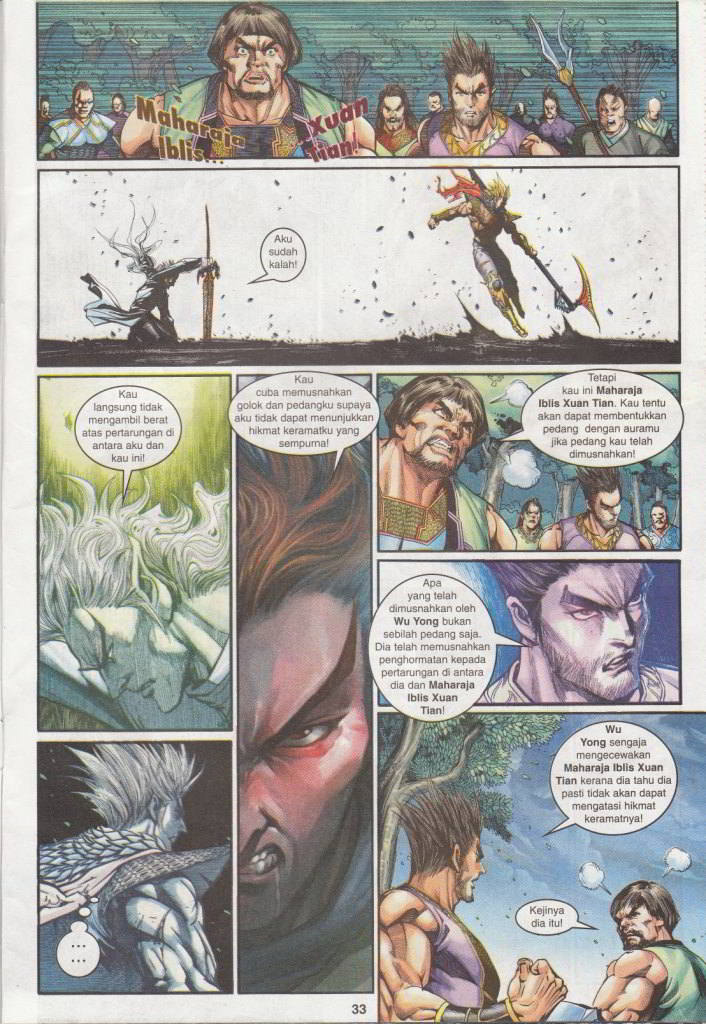 Maharaja
Iblis...
Xuan
Tian!
Aku
sudah
kalah!
Kau
langsung tidak
mengambil berat
atas pertarungan di
antara aku dan
kau ini!
Kau
cuba memusnahkan
golok dan pedangku supaya
aku tidak dapat menunjukkan
hikmat keramatku yang
sempurna!
Tetapi
kau ini Maharaja
Iblis Xuan Tian. Kau tentu
akan dapat membentukkan
pedang dengan auramu
jika pedang kau telah
dimusnahkan!
Apa
yang telah
dimusnahkan oleh
Wu Yong bukan
sebilah pedang saja.
Dia telah memusnahkan
penghormatan kepada
pertarungan di antara
dia dan Maharaja
Iblis Xuan
Tian!
...
...
Wu
Yong sengaja
mengecewakan
Maharaja Iblis Xuan
Tian kerana dia tahu dia
pasti tidak akan dapat
mengatasi hikmat
keramatnya!
Kejinya
dia itu!
33